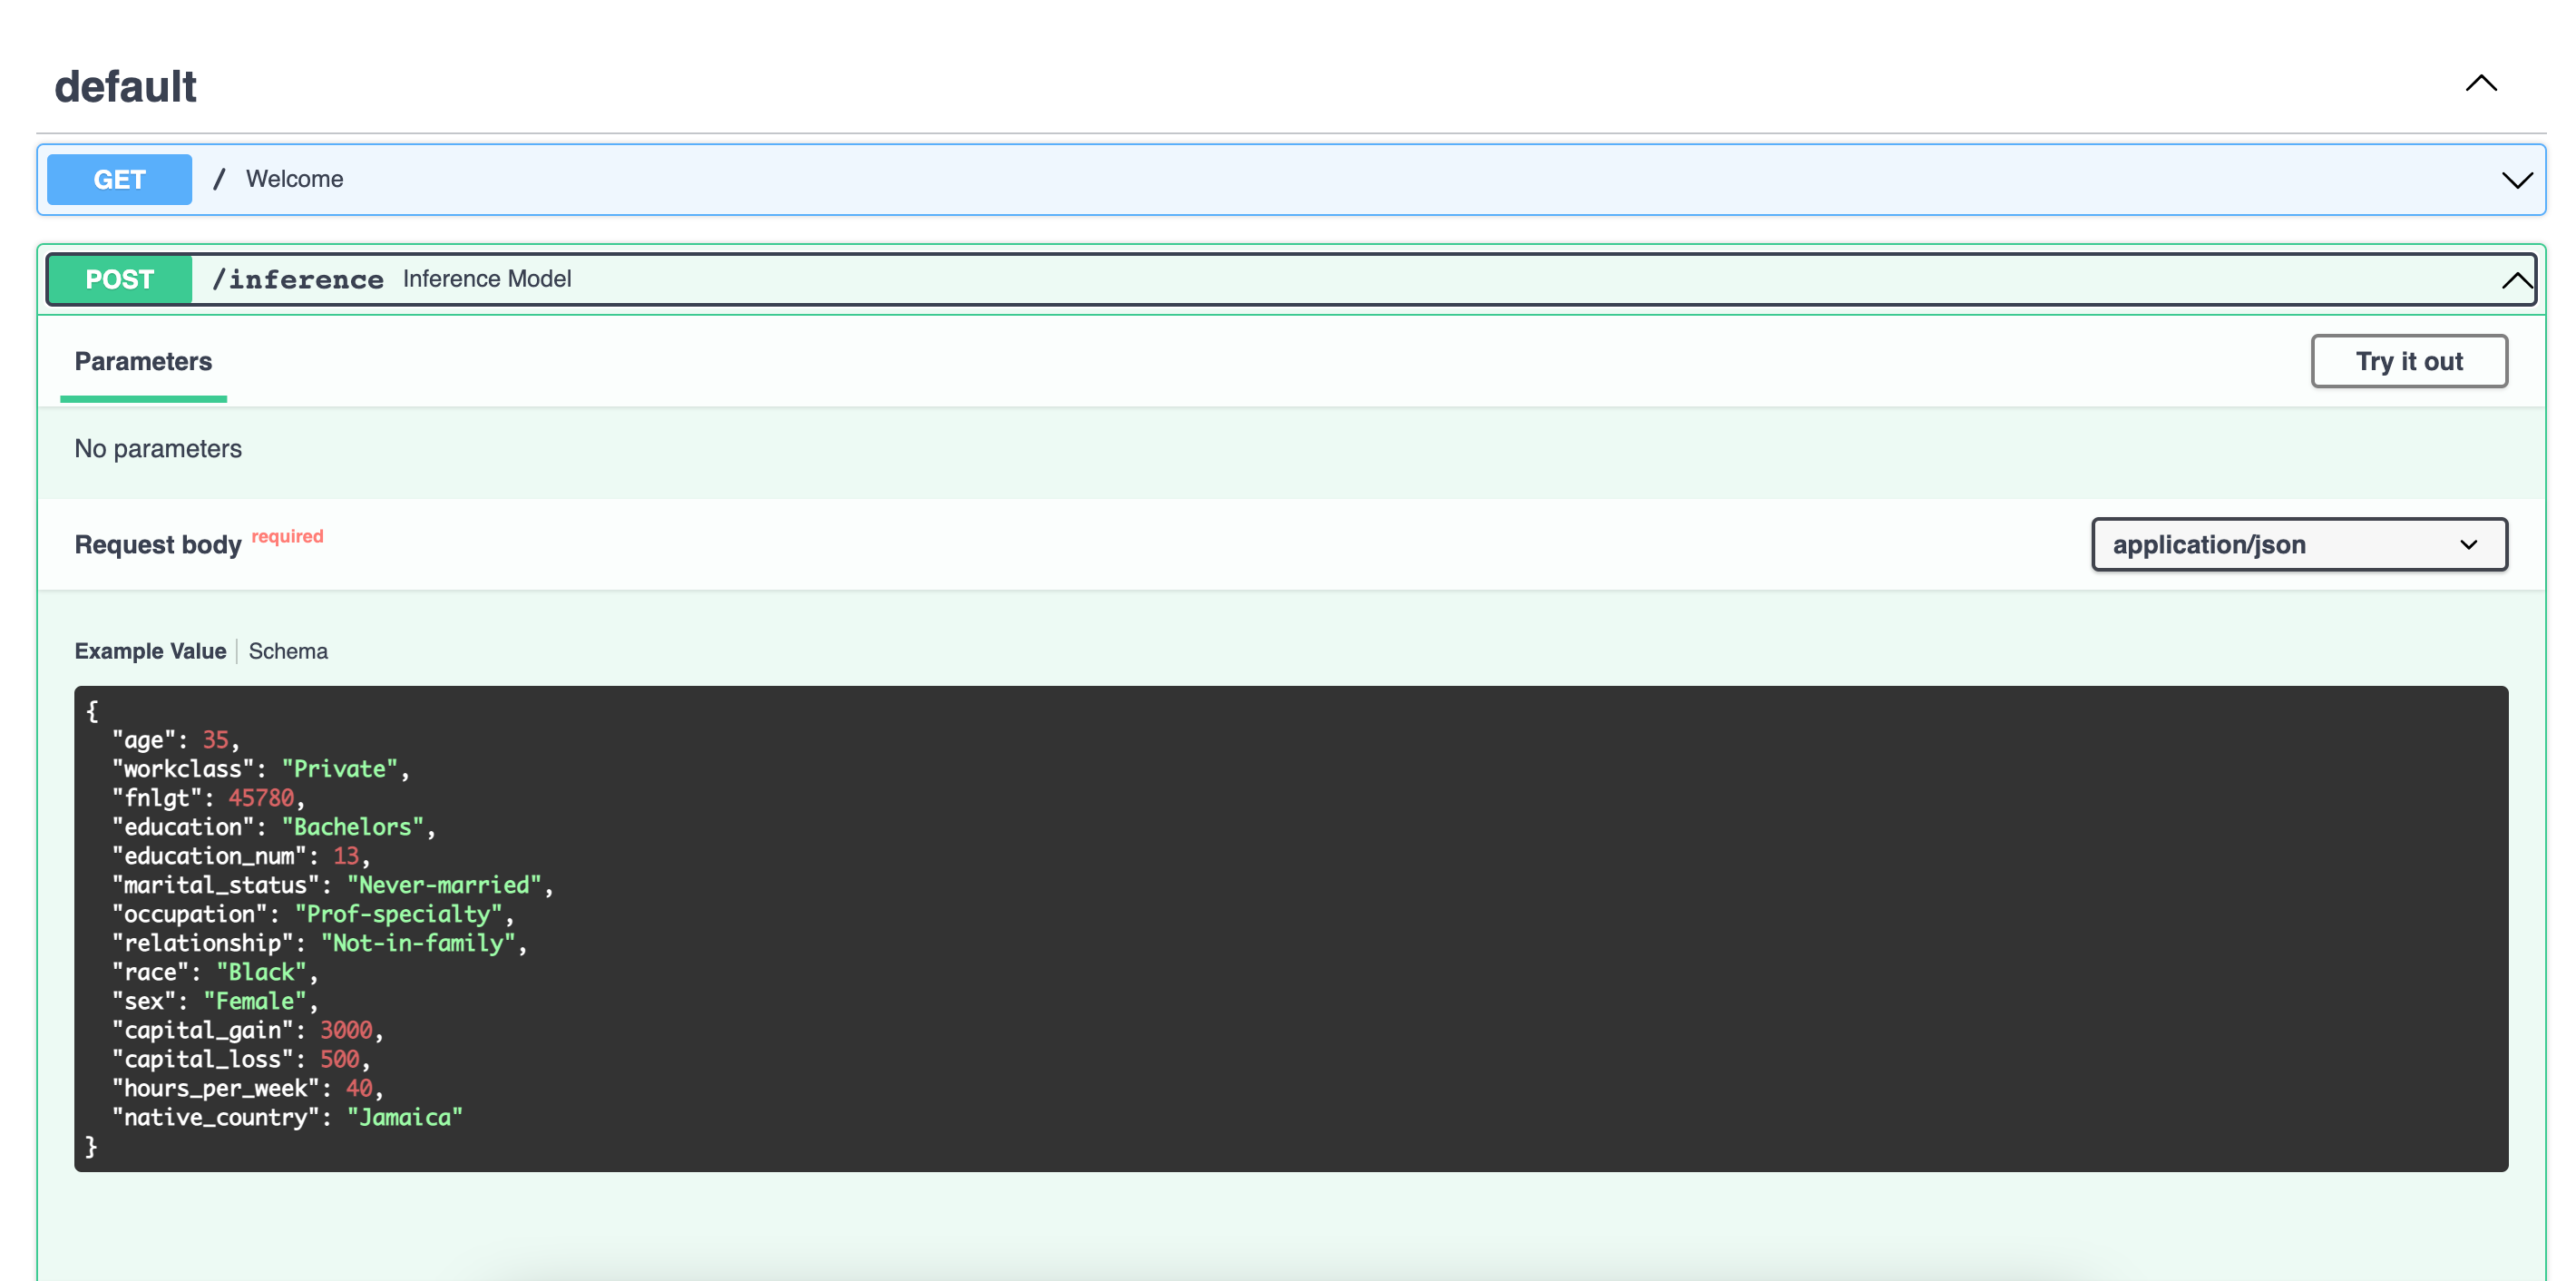 default
GET / Welcome
POST /inference Inference Model
Parameters
Try it out
No parameters
Request body required
application/json
Example Value Schema
{
"age": 35,
"workclass": "Private",
"fnlgt": 45780,
"education": "Bachelors",
"education_num": 13,
"marital_status": "Never-married",
"occupation": "Prof-specialty",
"relationship": "Not-in-family",
"race": "Black",
"sex": "Female",
"capital_gain": 3000,
"capital_loss": 500,
"hours_per_week": 40,
"native_country": "Jamaica"
}